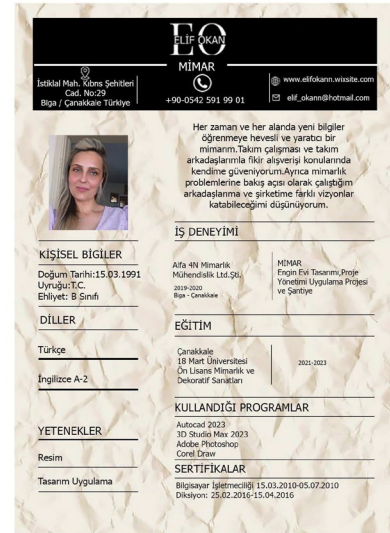 EO
ELİF OKAN
MİMAR
İstiklal Mah. Kıbrıs Şehitleri
Cad. No:29
Biga / Çanakkale Türkiye
+90-0542 591 99 01
www.elifokann.wixsite.com
elif_okann@hotmail.com
Her zaman ve her alanda yeni bilgiler
öğrenmeye hevesli ve yaratıcı bir
mimarım.Takım çalışması ve takım
arkadaşlarımla fikir alışverişi konularında
kendime güveniyorum.Ayrıca mimarlık
problemlerine bakış açısı olarak çalıştığım
arkadaşlarıma ve şirketime farklı vizyonlar
katabileceğimi düşünüyorum.
KİŞİSEL BİGİLER
Doğum Tarihi:15.03.1991
Uyruğu:T.C.
Ehliyet: B Sınıfı
DİLLER
Türkçe
İngilizce A-2
YETENEKLER
Resim
Tasarım Uygulama
İŞ DENEYİMİ
Alfa 4N Mimarlık
Mühendislik Ltd.Şti.
2019-2020
Biga - Çanakkale
MİMAR
Engin Evi Tasarımı,Proje
Yönetimi Uygulama Projesi
ve Şantiye
EĞİTİM
Çanakkale
18 Mart Üniversitesi
Ön Lisans Mimarlık ve
Dekoratif Sanatları
2021-2023
KULLANDIĞI PROGRAMLAR
Autocad 2023
3D Studio Max 2023
Adobe Photoshop
Corel Draw
SERTİFİKALAR
Bilgisayar İşletmeciliği 15.03.2010-05.07.2010
Diksiyon: 25.02.2016-15.04.2016